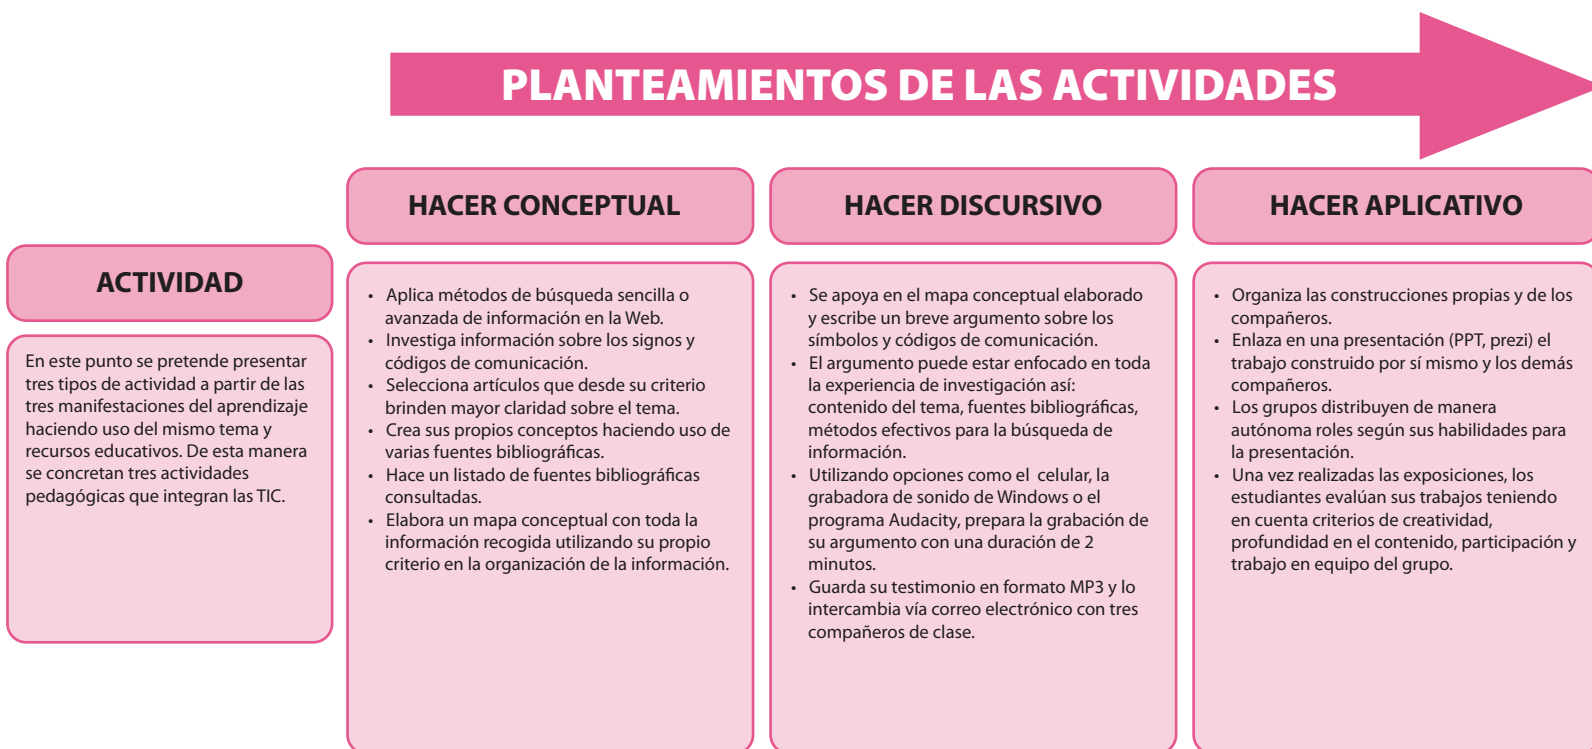 PLANTEAMIENTOS DE LAS ACTIVIDADES
ACTIVIDAD
En este punto se pretende presentar
tres tipos de actividad a partir de las
tres manifestaciones del aprendizaje
haciendo uso del mismo tema y
recursos educativos. De esta manera
se concretan tres actividades
pedagógicas que integran las TIC.
HACER CONCEPTUAL
• Aplica métodos de búsqueda sencilla o
avanzada de información en la Web.
• Investiga información sobre los signos y
códigos de comunicación.
• Selecciona artículos que desde su criterio
brinden mayor claridad sobre el tema.
• Crea sus propios conceptos haciendo uso de
varias fuentes bibliográficas.
• Hace un listado de fuentes bibliográficas
consultadas.
• Elabora un mapa conceptual con toda la
información recogida utilizando su propio
criterio en la organización de la información.
HACER DISCURSIVO
• Se apoya en el mapa conceptual elaborado
y escribe un breve argumento sobre los
símbolos y códigos de comunicación.
• El argumento puede estar enfocado en toda
la experiencia de investigación así:
contenido del tema, fuentes bibliográficas,
métodos efectivos para la búsqueda de
información.
• Utilizando opciones como el celular, la
grabadora de sonido de Windows o el
programa Audacity, prepara la grabación de
su argumento con una duración de 2
minutos.
• Guarda su testimonio en formato MP3 y lo
intercambia vía correo electrónico con tres
compañeros de clase.
HACER APLICATIVO
• Organiza las construcciones propias y de los
compañeros.
• Enlaza en una presentación (PPT, prezi) el
trabajo construido por sí mismo y los demás
compañeros.
• Los grupos distribuyen de manera
autónoma roles según sus habilidades para
la presentación.
• Una vez realizadas las exposiciones, los
estudiantes evalúan sus trabajos teniendo
en cuenta criterios de creatividad,
profundidad en el contenido, participación y
trabajo en equipo del grupo.